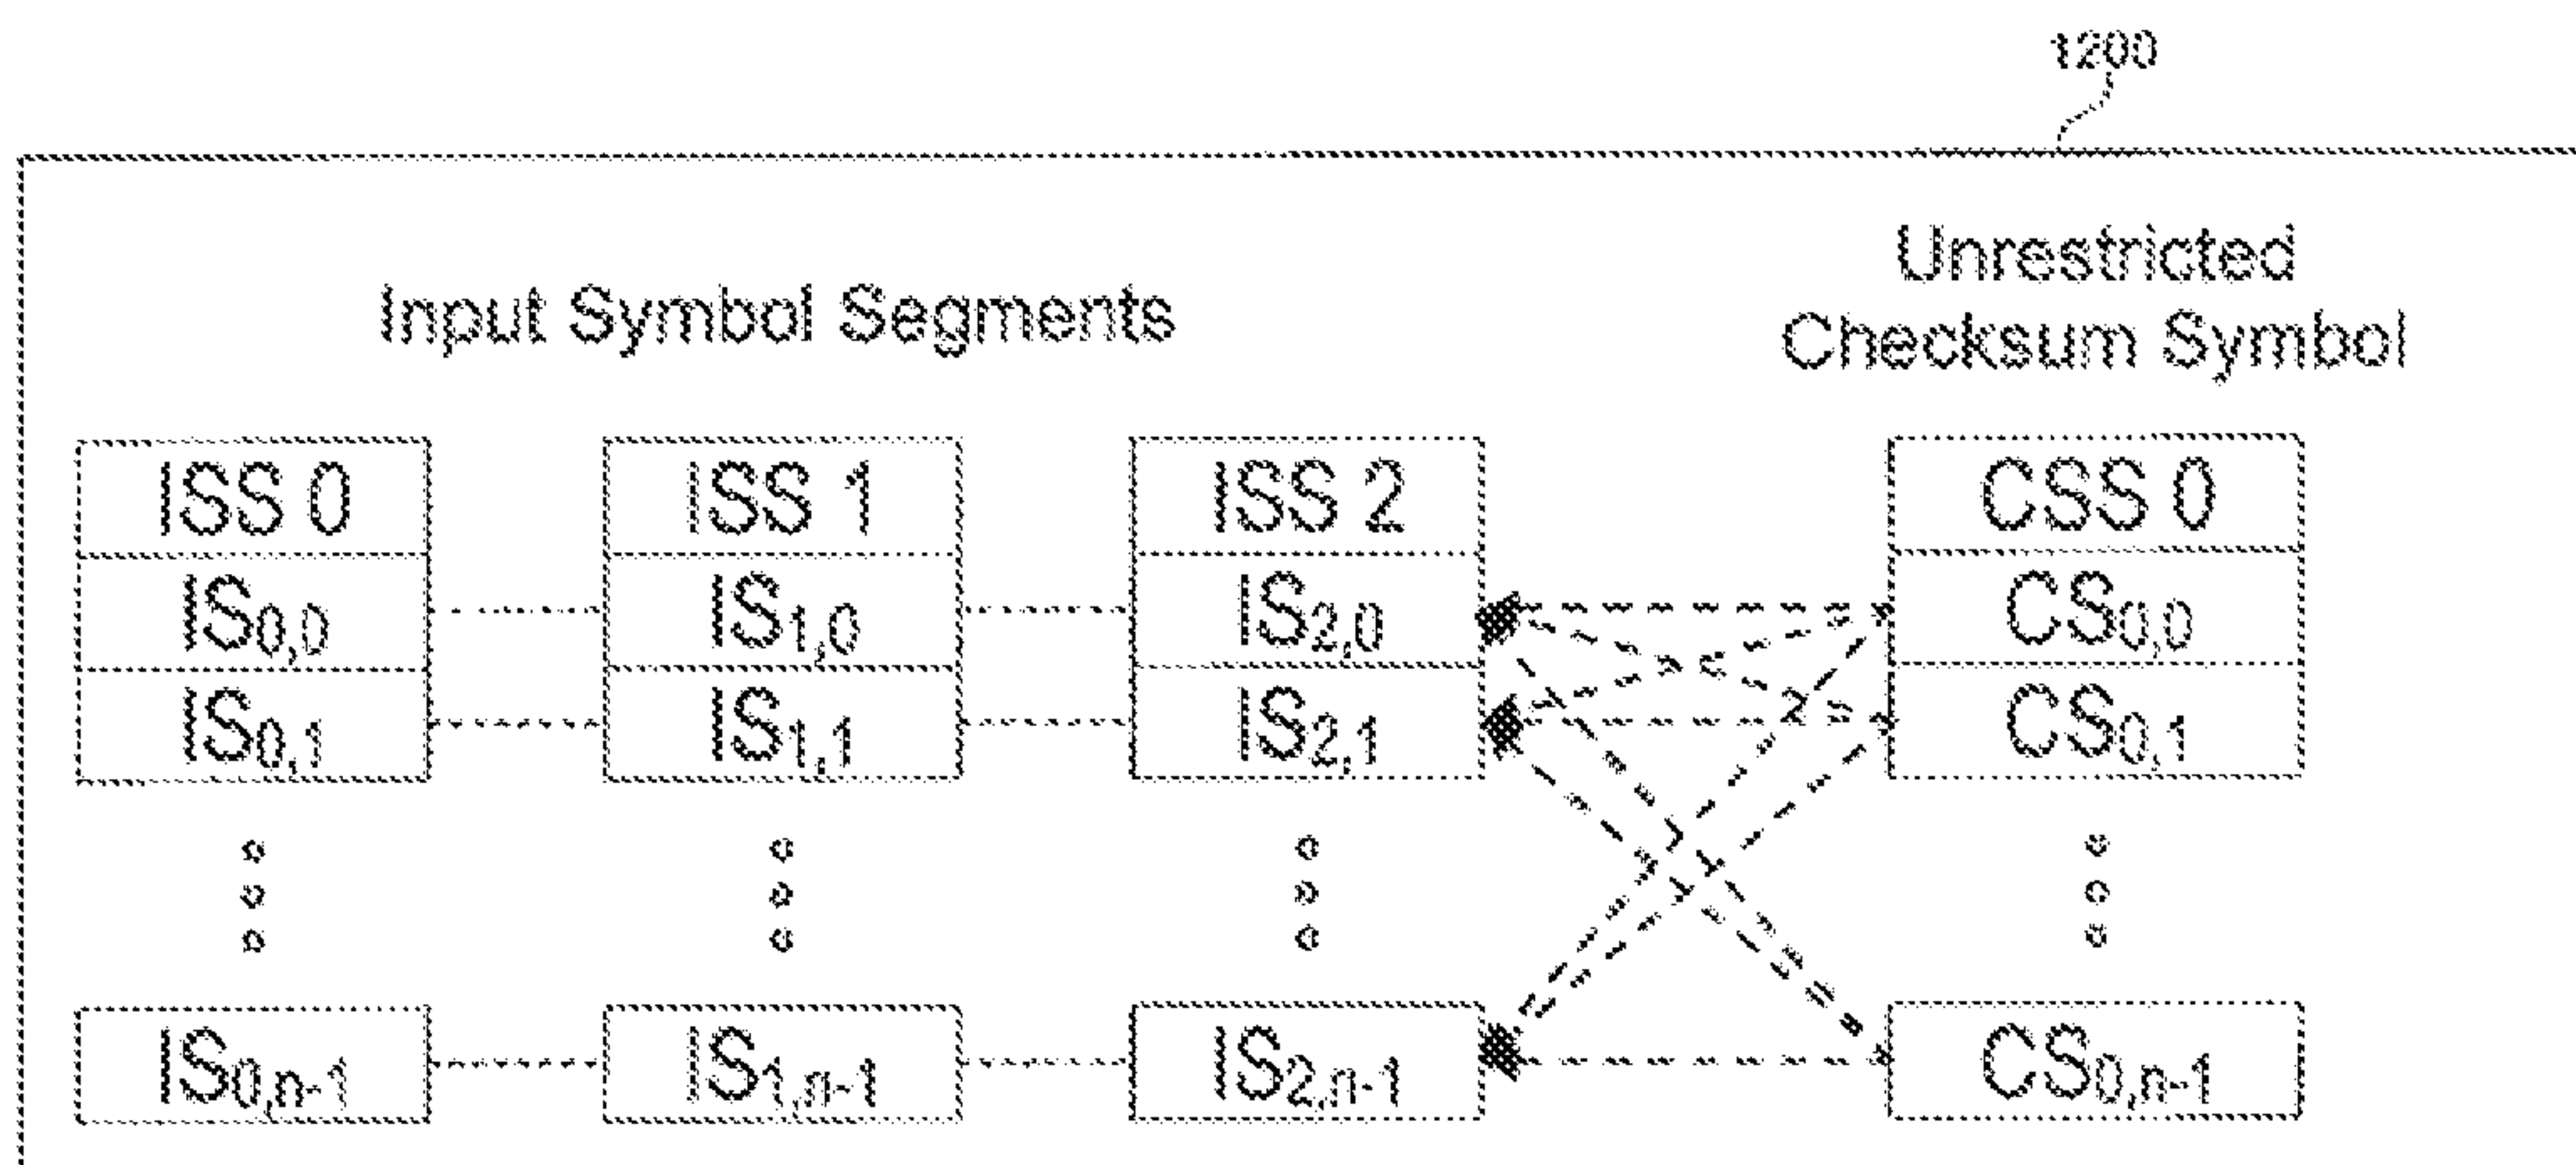 1200
Input Symbol Segments
Unrestricted
Checksum Symbol
ISS 0 ISS 1 ISS 2 CSS 0
IS0,0 IS1,0 IS2,0 CS0,0
IS0,1 IS1,1 IS2,1 CS0,1
IS0,n-1 IS1,n-1 IS2,n-1 CS0,n-1